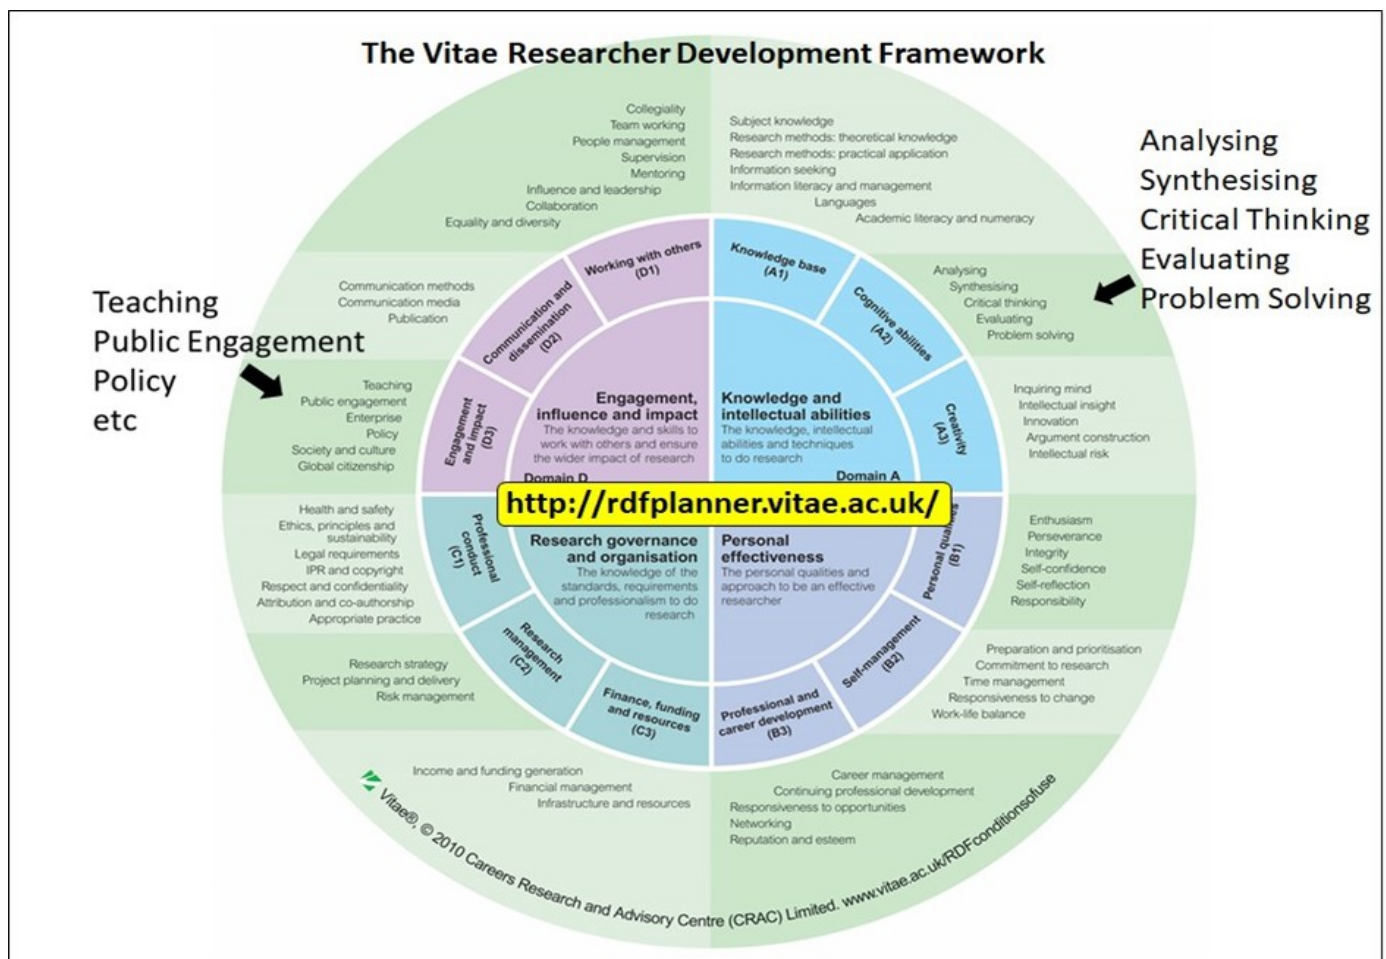 The Vitae Researcher Development Framework
Collegiality
Team working
People management
Supervision
Mentoring
Influence and leadership
Collaboration
Equality and diversity
Subject knowledge
Research methods: theoretical knowledge
Research methods: practical application
Information seeking
Information literacy and management
Languages
Academic literacy and numeracy
Analysing
Synthesising
Critical Thinking
Evaluating
Problem Solving
Working with others
(D1)
Knowledge base
(A1)
Communication methods
Communication media
Publication
Communication and
dissemination
(D2)
Cognitive abilities
(A2)
Analysing
Synthesising
Critical thinking
Evaluating
Problem solving
Teaching
Public Engagement
Policy
etc
Teaching
Public engagement
Enterprise
Policy
Society and culture
Global citizenship
Engagement
and impact
(D3)
Engagement,
influence and impact
The knowledge and skills to
work with others and ensure
the wider impact of research
Domain D
Knowledge and
intellectual abilities
The knowledge, intellectual
abilities and techniques
to do research
Domain A
Creativity
(A3)
Inquiring mind
Intellectual insight
Innovation
Argument construction
Intellectual risk
http://rdfplanner.vitae.ac.uk/
Health and safety
Ethics, principles and
sustainability
Legal requirements
IPR and copyright
Respect and confidentiality
Attribution and co-authorship
Appropriate practice
Professional
conduct
(C1)
Research governance
and organisation
The knowledge of the
standards, requirements
and professionalism to do
research
Personal
effectiveness
The personal qualities and
approach to be an effective
researcher
Personal qualities
(B1)
Enthusiasm
Perseverance
Integrity
Self-confidence
Self-reflection
Responsibility
Research strategy
Project planning and delivery
Risk management
Research
management
(C2)
Finance, funding
and resources
(C3)
Professional and
career development
(B3)
Self-management
(B2)
Preparation and prioritisation
Commitment to research
Time management
Responsiveness to change
Work-life balance
Income and funding generation
Financial management
Infrastructure and resources
Career management
Continuing professional development
Responsiveness to opportunities
Networking
Reputation and esteem
Vitae®, © 2010 Careers Research and Advisory Centre (CRAC) Limited. www.vitae.ac.uk/RDFconditionsofuse